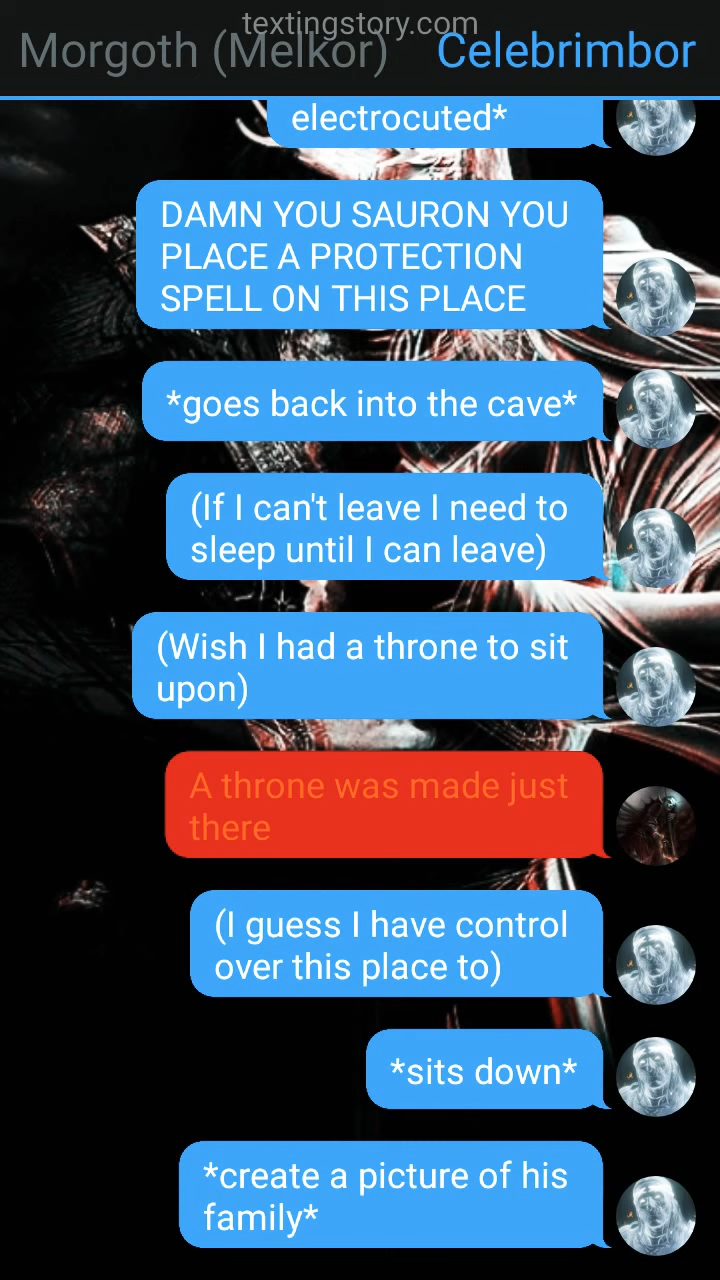 textingstory.com
Morgoth (Melkor) Celebrimbor
electrocuted*
DAMN YOU SAURON YOU
PLACE A PROTECTION
SPELL ON THIS PLACE
*goes back into the cave*
(If I can't leave I need to
sleep until I can leave)
(Wish I had a throne to sit
upon)
A throne was made just
there
(I guess I have control
over this place to)
*sits down*
*create a picture of his
family*